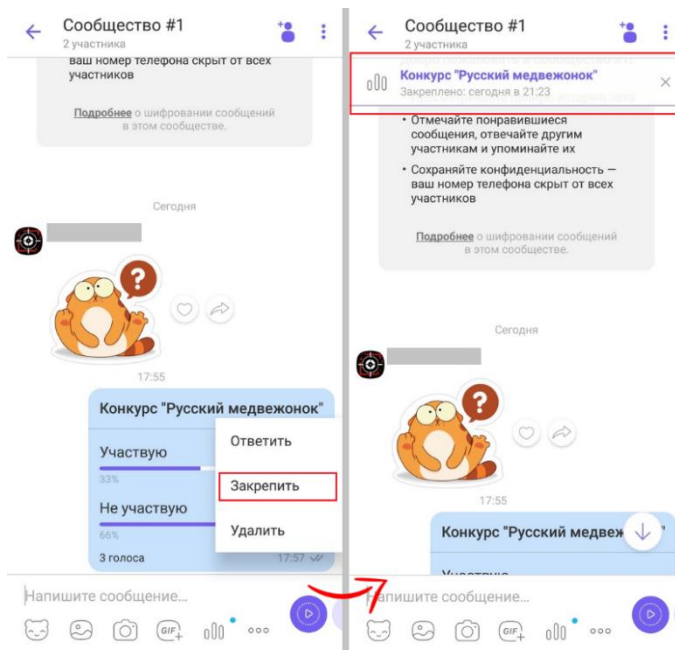 Сообщество #1
2 участника
ваш номер телефона скрыт от всех
участников
Подробнее о шифровании сообщений
в этом сообществе.
Сегодня
?
17:55
Конкурс "Русский медвежонок"
Участвую
33%
Не участвую
66%
3 голоса
17:57
Ответить
Закрепить
Удалить
Напишите сообщение...
GIF
Сообщество #1
2 участника
Конкурс "Русский медвежонок"
Закреплено: сегодня в 21:23
• Отмечайте понравившиеся
сообщения, отвечайте другим
участникам и упоминайте их
• Сохраняйте конфиденциальность —
ваш номер телефона скрыт от всех
участников
Подробнее о шифровании сообщений
в этом сообществе.
Сегодня
?
17:55
Конкурс "Русский медвеж
Напишите сообщение...
GIF